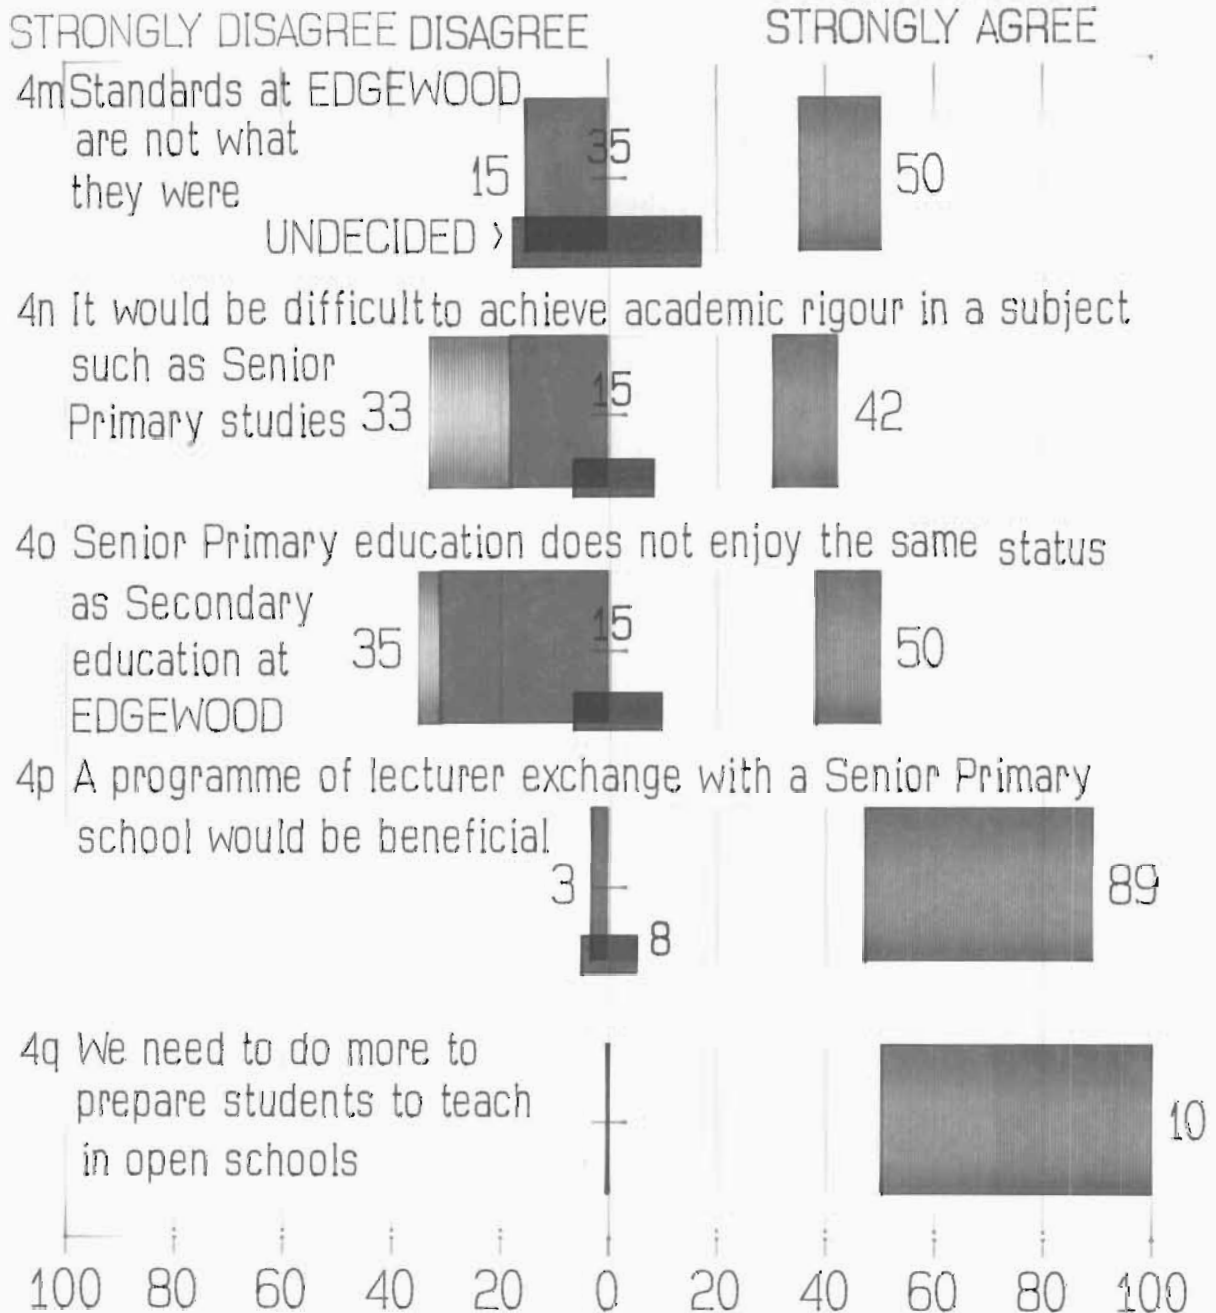 STRONGLY DISAGREE DISAGREE STRONGLY AGREE
4m Standards at EDGEWOOD
are not what
they were
15 35 50
UNDECIDED >
4n It would be difficult to achieve academic rigour in a subject
such as Senior
Primary studies 33 15 42
4o Senior Primary education does not enjoy the same status
as Secondary
education at
EDGEWOOD
35 15 50
4p A programme of lecturer exchange with a Senior Primary
school would be beneficial
3 8 89
4q We need to do more to
prepare students to teach
in open schools
10
100 80 60 40 20 0 20 40 60 80 100